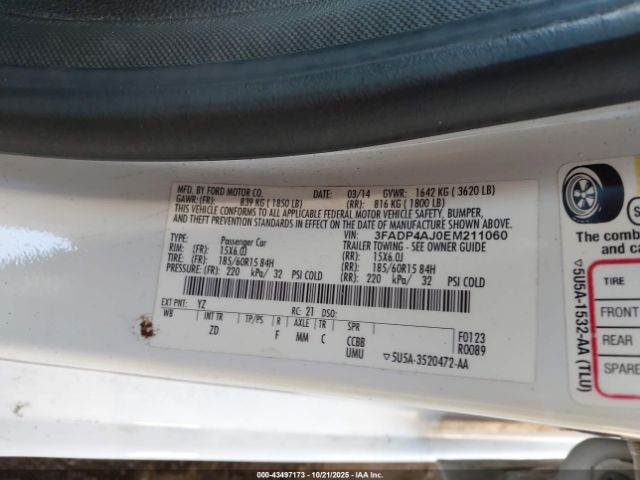 MFD. BY FORD MOTOR CO.
DATE: 03/14 GVWR: 1642 KG ( 3620 LB)
GAWR:(FR): 839 KG ( 1850 LB) (RR): 816 KG ( 1800 LB)
THIS VEHICLE CONFORMS TO ALL APPLICABLE FEDERAL MOTOR VEHICLE SAFETY, BUMPER,
AND THEFT PREVENTION STANDARDS IN EFFECT ON THE DATE OF MANUFACTURE SHOWN ABOVE.
VIN: 3FADP4AJ0EM211060
TYPE: Passenger Car TRAILER TOWING - SEE OWNER GUIDE
RIM: (FR): 15X6.0J (RR): 15X6.0J
TIRES: (FR): 185/60R15 84H (RR): 185/60R15 84H
PRESSURE: (FR): 220 kPa/ 32 PSI COLD (RR): 220 kPa/ 32 PSI COLD
EXT PNT: YZ RC: 21 DSO:
WB INT TR TP/PS R AXLE TR SPR
ZD F MM C CCBB F0123
UMU R0089
▽5U5A-3520472-AA
The comb
and ca
TIRE
FRONT
REAR
SPARE
▽5U5A-1532-AA (TLU)
10-43497173 - 10/21/2025 - © IAA, Inc.